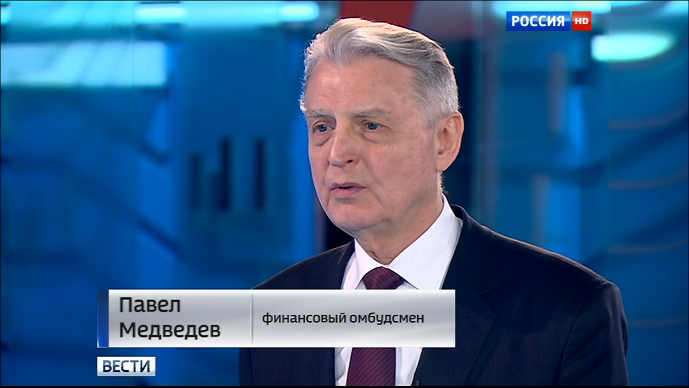 РОССИЯ HD
Павел
Медведев
финансовый омбудсмен
ВЕСТИ